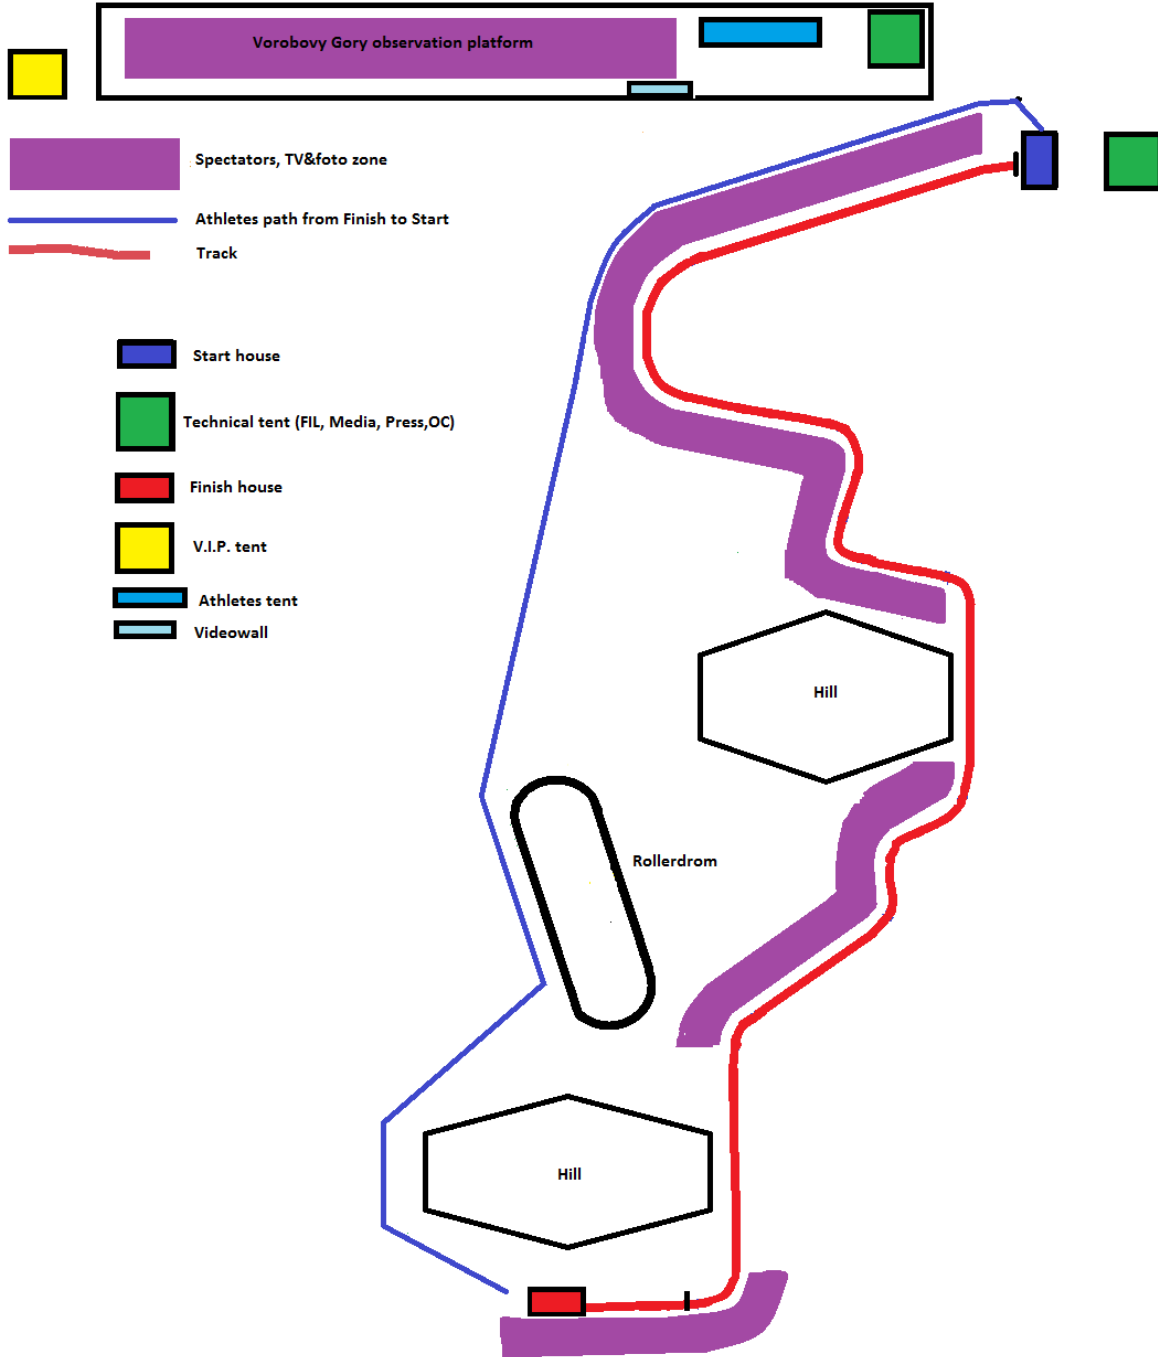 Vorobovy Gory observation platform
Spectators, TV&foto zone
Athletes path from Finish to Start
Track
Start house
Technical tent (FIL, Media, Press,OC)
Finish house
V.I.P. tent
Athletes tent
Videowall
Hill
Rollerdrom
Hill